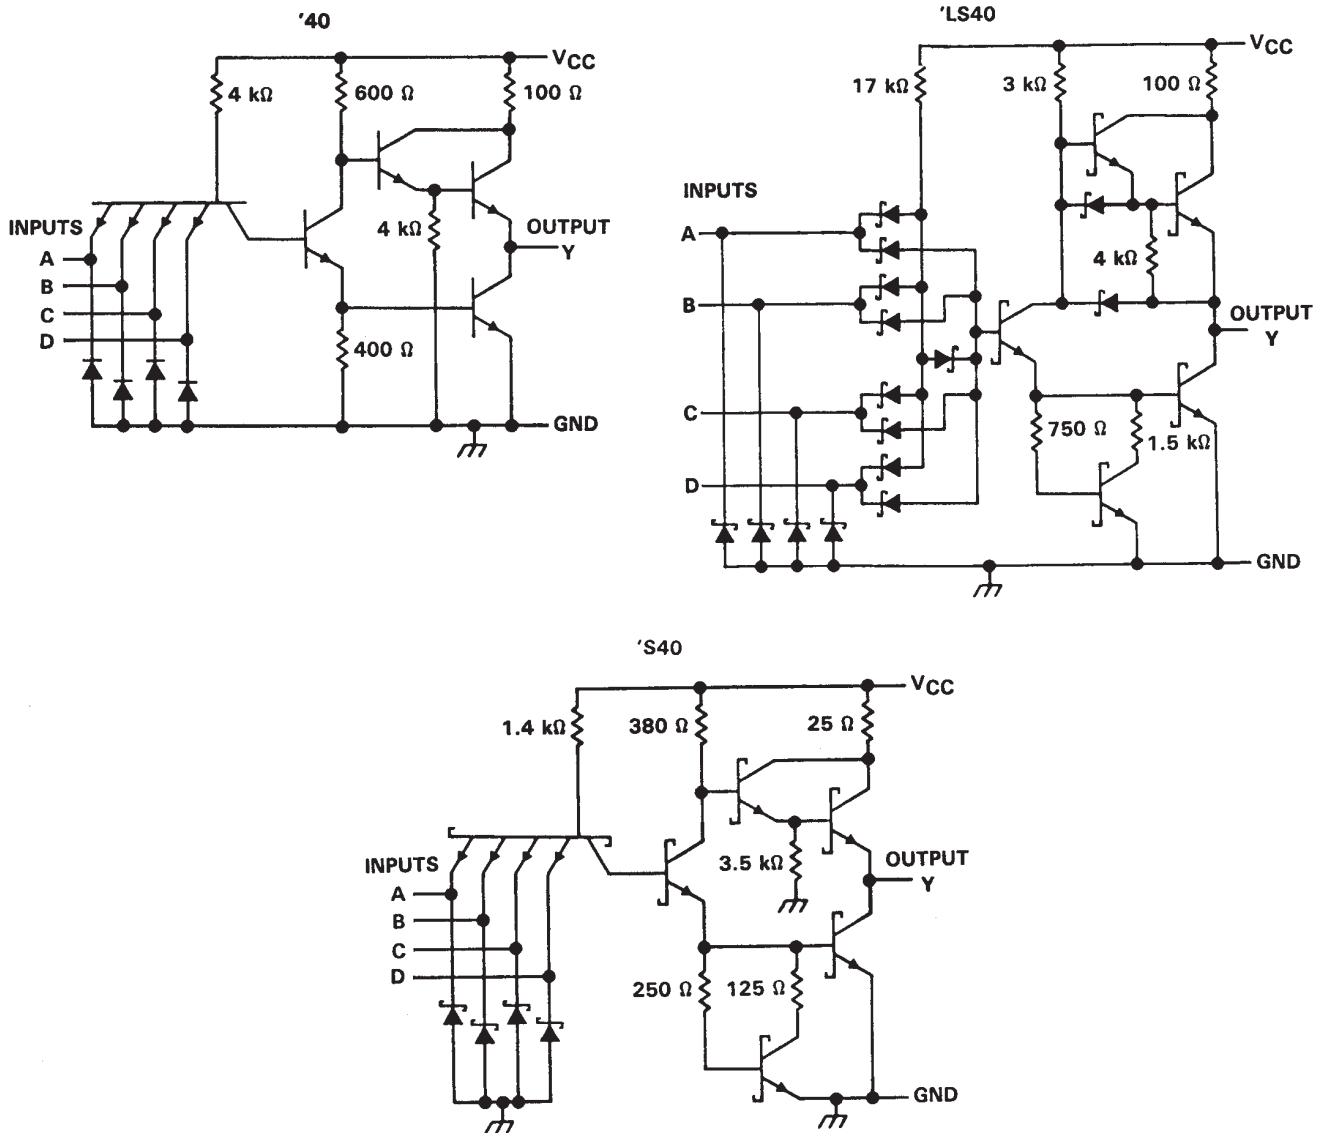 '40
VCC
4 kΩ
600 Ω
100 Ω
INPUTS
A
B
C
D
4 kΩ
OUTPUT
Y
400 Ω
GND
'LS40
VCC
17 kΩ
3 kΩ
100 Ω
INPUTS
A
B
C
D
4 kΩ
OUTPUT
Y
750 Ω
1.5 kΩ
GND
'S40
VCC
1.4 kΩ
380 Ω
25 Ω
INPUTS
A
B
C
D
3.5 kΩ
OUTPUT
Y
250 Ω
125 Ω
GND